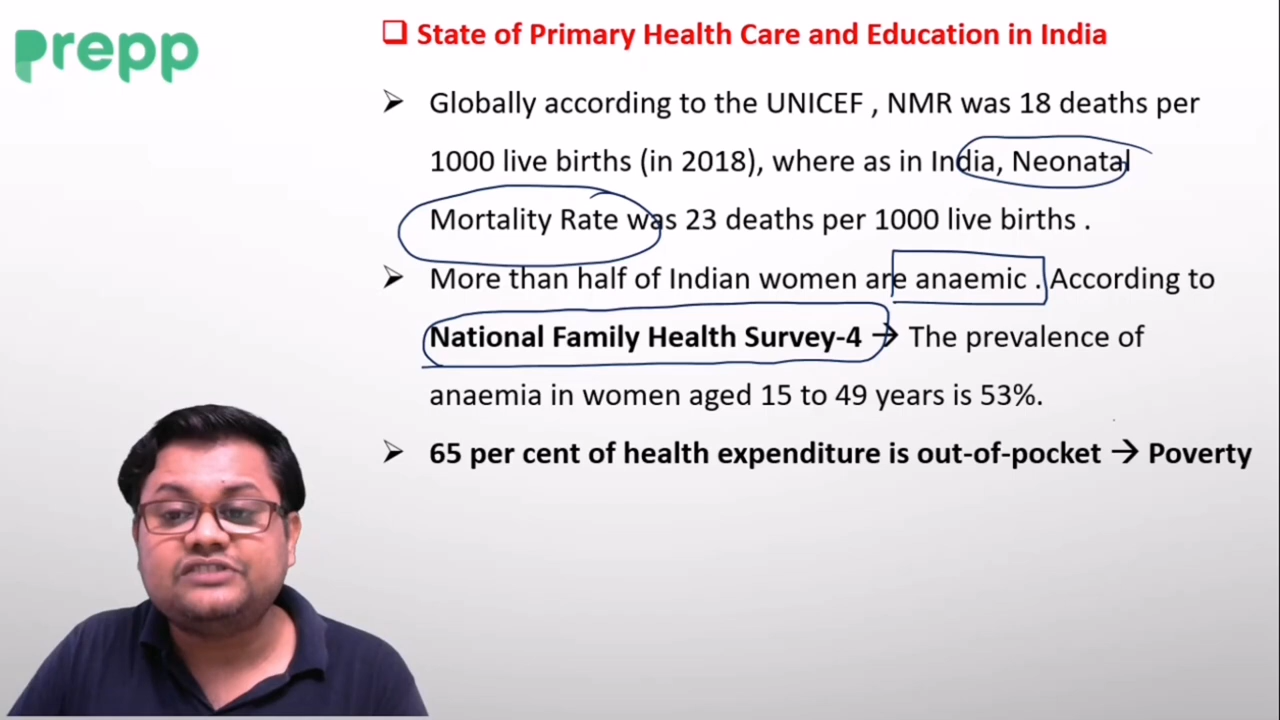 prepp
❑ State of Primary Health Care and Education in India
➢ Globally according to the UNICEF , NMR was 18 deaths per
1000 live births (in 2018), where as in India, Neonatal
Mortality Rate was 23 deaths per 1000 live births .
➢ More than half of Indian women are anaemic . According to
National Family Health Survey-4 → The prevalence of
anaemia in women aged 15 to 49 years is 53%.
➢ 65 per cent of health expenditure is out-of-pocket → Poverty